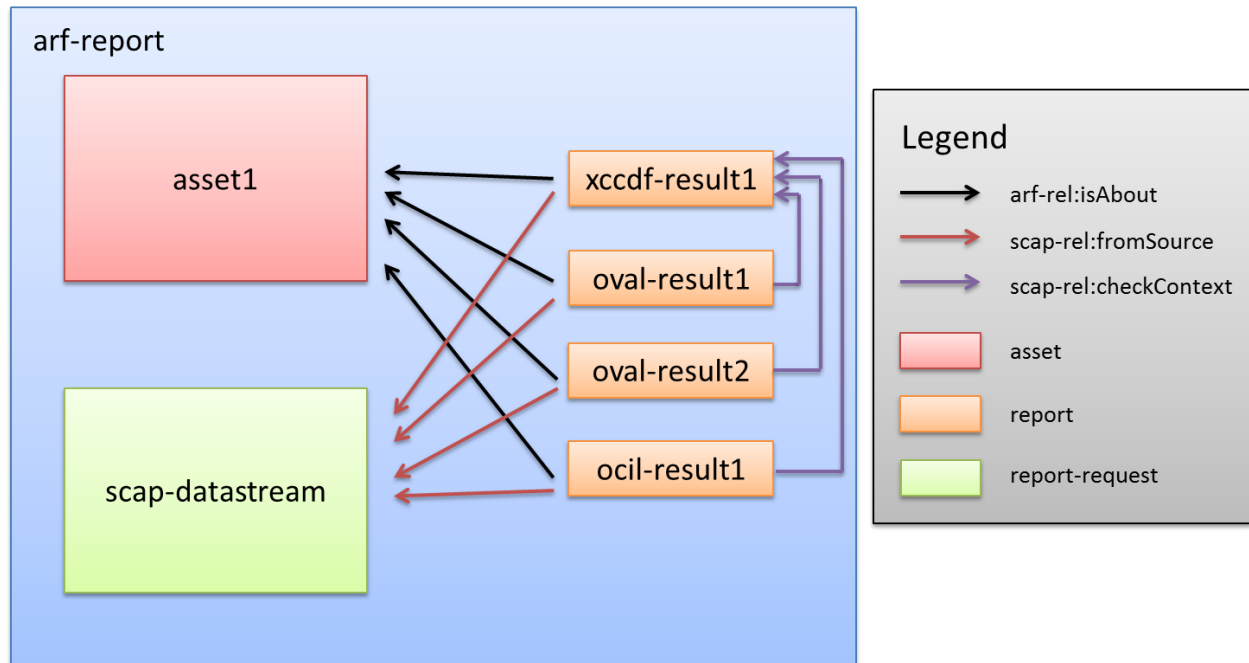 arf-report
asset1
xccdf-result1
oval-result1
oval-result2
ocil-result1
scap-datastream
Legend
arf-rel:isAbout
scap-rel:fromSource
scap-rel:checkContext
asset
report
report-request